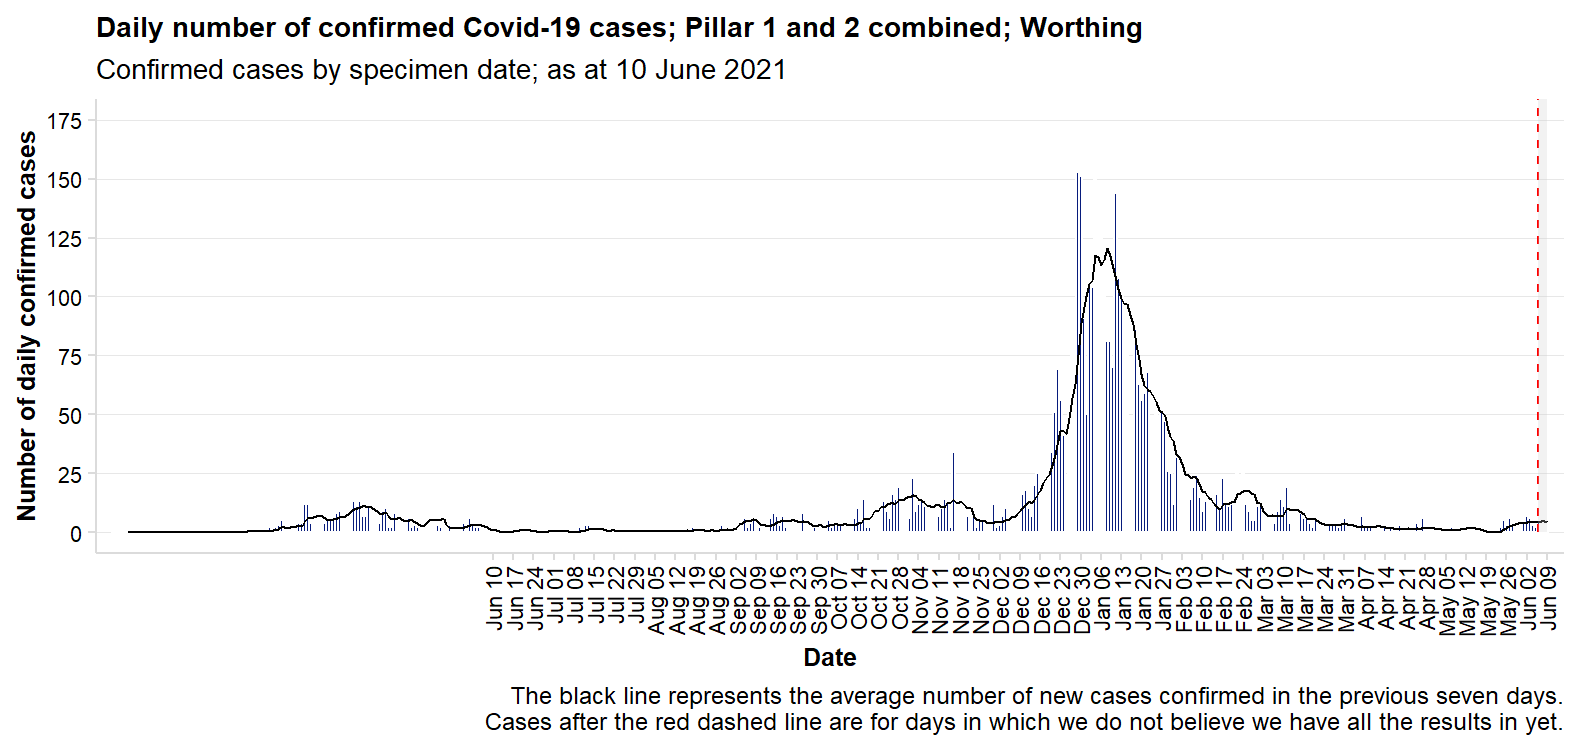 Daily number of confirmed Covid-19 cases; Pillar 1 and 2 combined; Worthing
Confirmed cases by specimen date; as at 10 June 2021
Number of daily confirmed cases
175
150
125
100
75
50
25
0
Jun 10
Jun 17
Jun 24
Jul 01
Jul 08
Jul 15
Jul 22
Jul 29
Aug 05
Aug 12
Aug 19
Aug 26
Sep 02
Sep 09
Sep 16
Sep 23
Sep 30
Oct 07
Oct 14
Oct 21
Oct 28
Nov 04
Nov 11
Nov 18
Nov 25
Dec 02
Dec 09
Dec 16
Dec 23
Dec 30
Jan 06
Jan 13
Jan 20
Jan 27
Feb 03
Feb 10
Feb 17
Feb 24
Mar 03
Mar 10
Mar 17
Mar 24
Mar 31
Apr 07
Apr 14
Apr 21
Apr 28
May 05
May 12
May 19
May 26
Jun 02
Jun 09
Date
The black line represents the average number of new cases confirmed in the previous seven days.
Cases after the red dashed line are for days in which we do not believe we have all the results in yet.